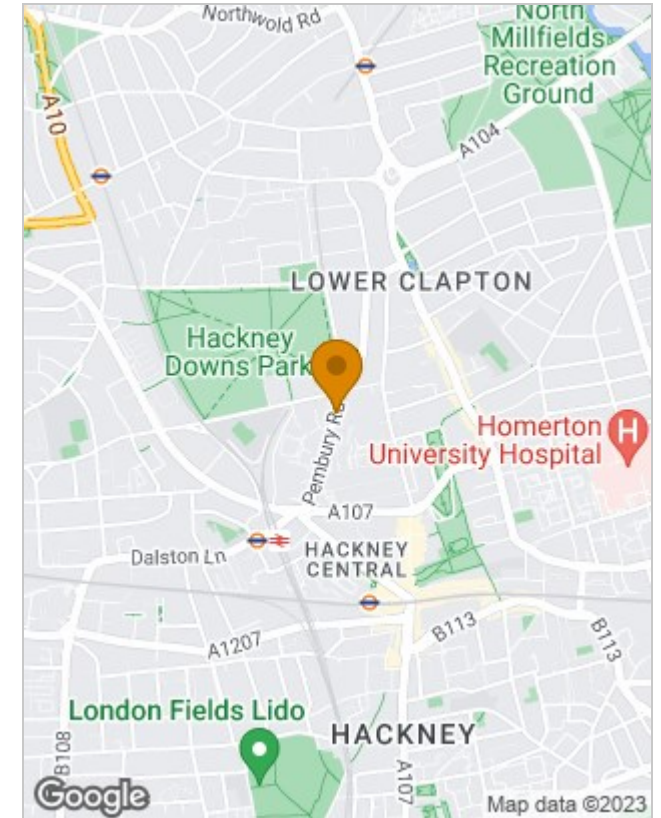 Northwold Rd
North
Millfields
Recreation
Ground
A10
A104
LOWER CLAPTON
Hackney
Downs Park
Pembury Rd
Homerton
University Hospital
H
A107
Dalston Ln
HACKNEY
CENTRAL
A1207
B113
B113
London Fields Lido
HACKNEY
B108
A107
Google
Map data ©2023